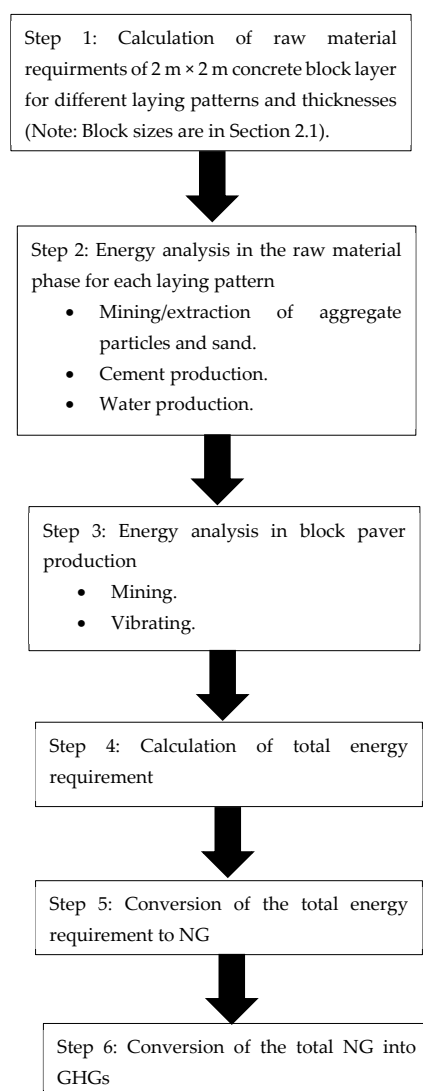 Step 1: Calculation of raw material
requirments of 2 m × 2 m concrete block layer
for different laying patterns and thicknesses
(Note: Block sizes are in Section 2.1).
Step 2: Energy analysis in the raw material
phase for each laying pattern
• Mining/extraction of aggregate
particles and sand.
• Cement production.
• Water production.
Step 3: Energy analysis in block paver
production
• Mining.
• Vibrating.
Step 4: Calculation of total energy
requirement
Step 5: Conversion of the total energy
requirement to NG
Step 6: Conversion of the total NG into
GHGs